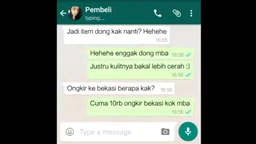 Pembeli
typing...
Jadi item dong kak nanti? Hehehe
Hehehe enggak dong mba
Justru kulitnya bakal lebih cerah :)
Ongkir ke bekasi berapa kak?
Cuma 10rb ongkir bekasi kok mba
Type a message